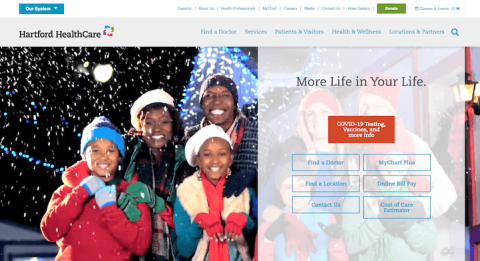 Our System
Español | About Us | Health Professionals | MyChart | Careers | Media | Contact Us | Video Gallery |
Donate
Classes & Events
Hartford HealthCare
Find a Doctor
Services
Patients & Visitors
Health & Wellness
Locations & Partners
More Life in Your Life.
COVID-19 Testing,
Vaccines, and
more info
Find a Doctor
MyChart Plus
Find a Location
Online Bill Pay
Contact Us
Cost of Care
Estimator